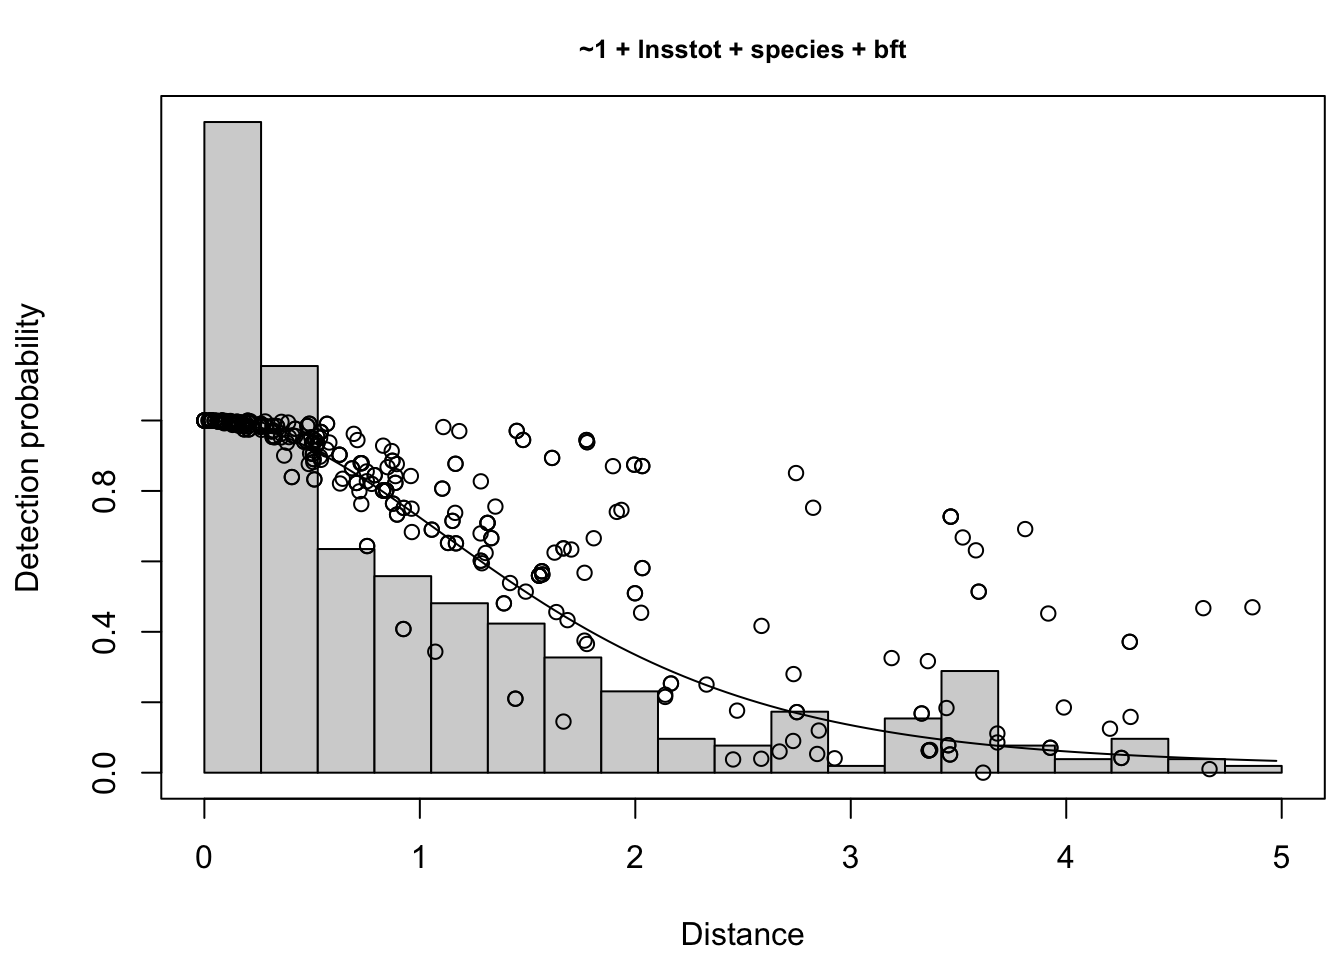 ~1 + lnsstot + species + bft
Detection probability
0.8
0.4
0.0
0 1 2 3 4 5
Distance